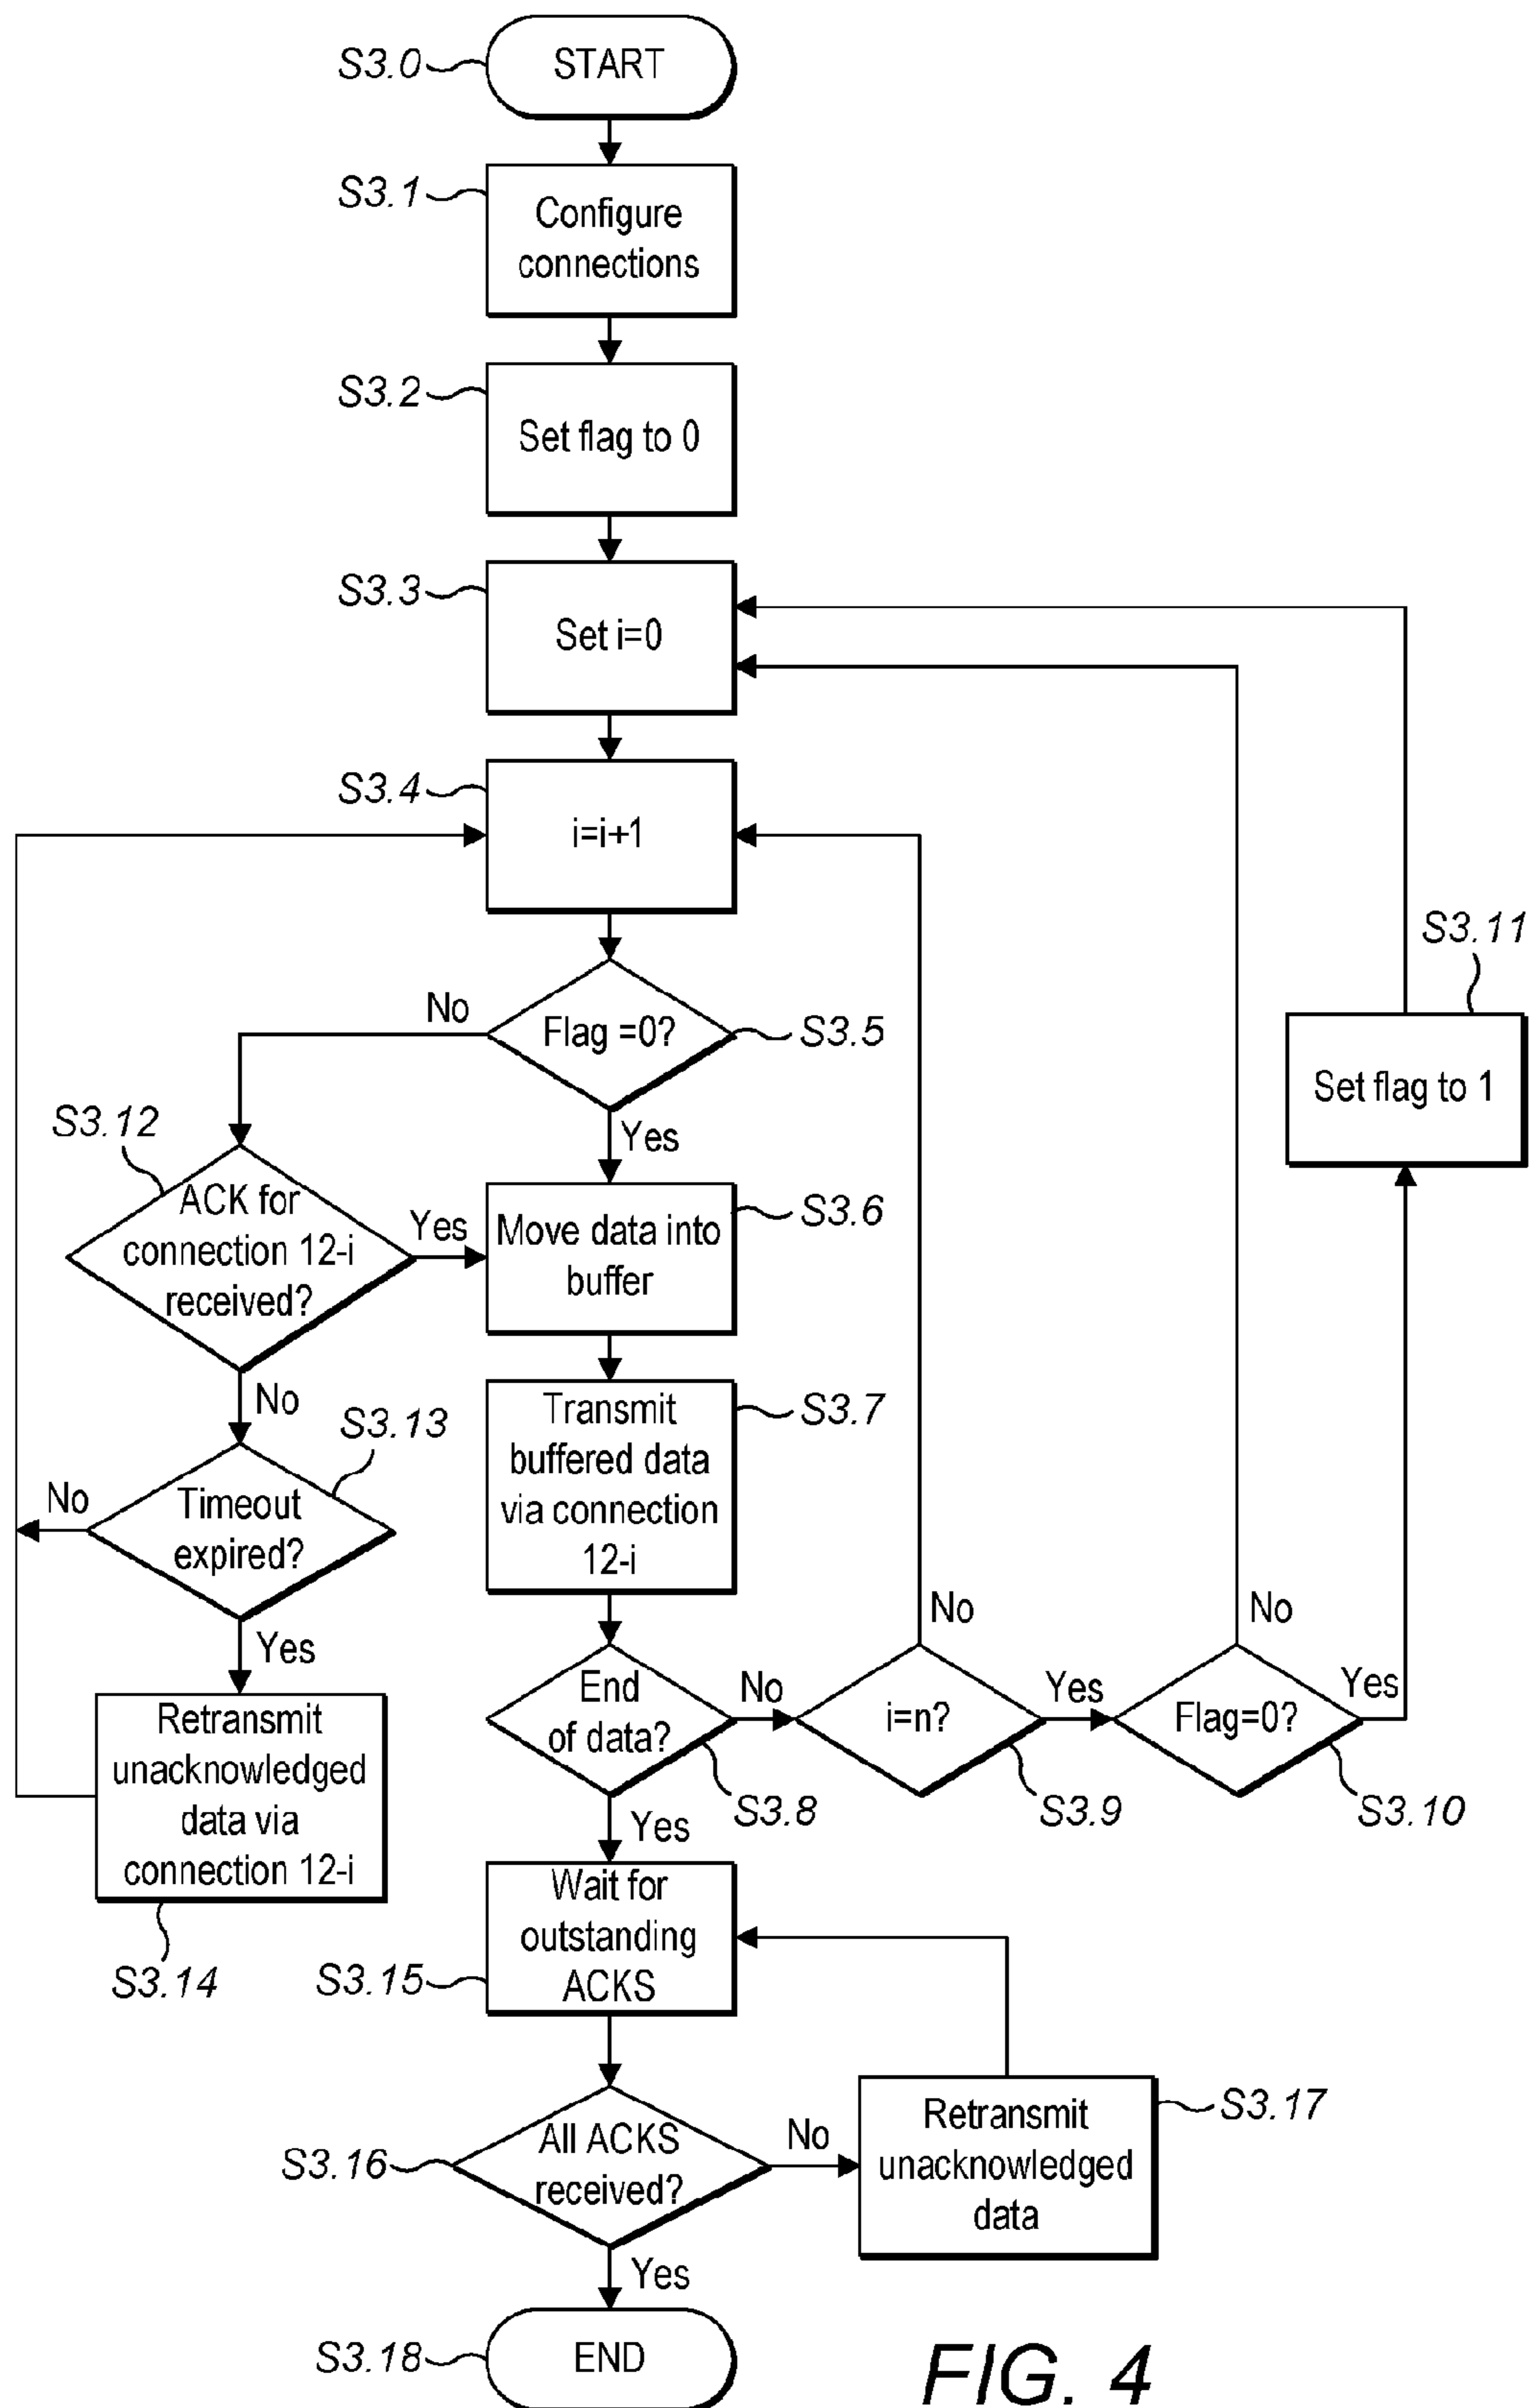 S3.0
START
S3.1
Configure
connections
S3.2
Set flag to 0
S3.3
Set i=0
S3.4
i=i+1
S3.11
Set flag to 1
No
Flag =0?
S3.5
Yes
S3.12
ACK for
connection 12-i
received?
Yes
Move data into
buffer
S3.6
No
S3.13
Transmit
buffered data
via connection
12-i
S3.7
No
Timeout
expired?
Yes
Retransmit
unacknowledged
data via
connection 12-i
S3.14
End
of data?
No
S3.8
Yes
No
i=n?
Yes
S3.9
No
Flag=0?
Yes
S3.10
Wait for
outstanding
ACKS
S3.15
All ACKS
received?
S3.16
No
Retransmit
unacknowledged
data
S3.17
Yes
S3.18
END
FIG. 4